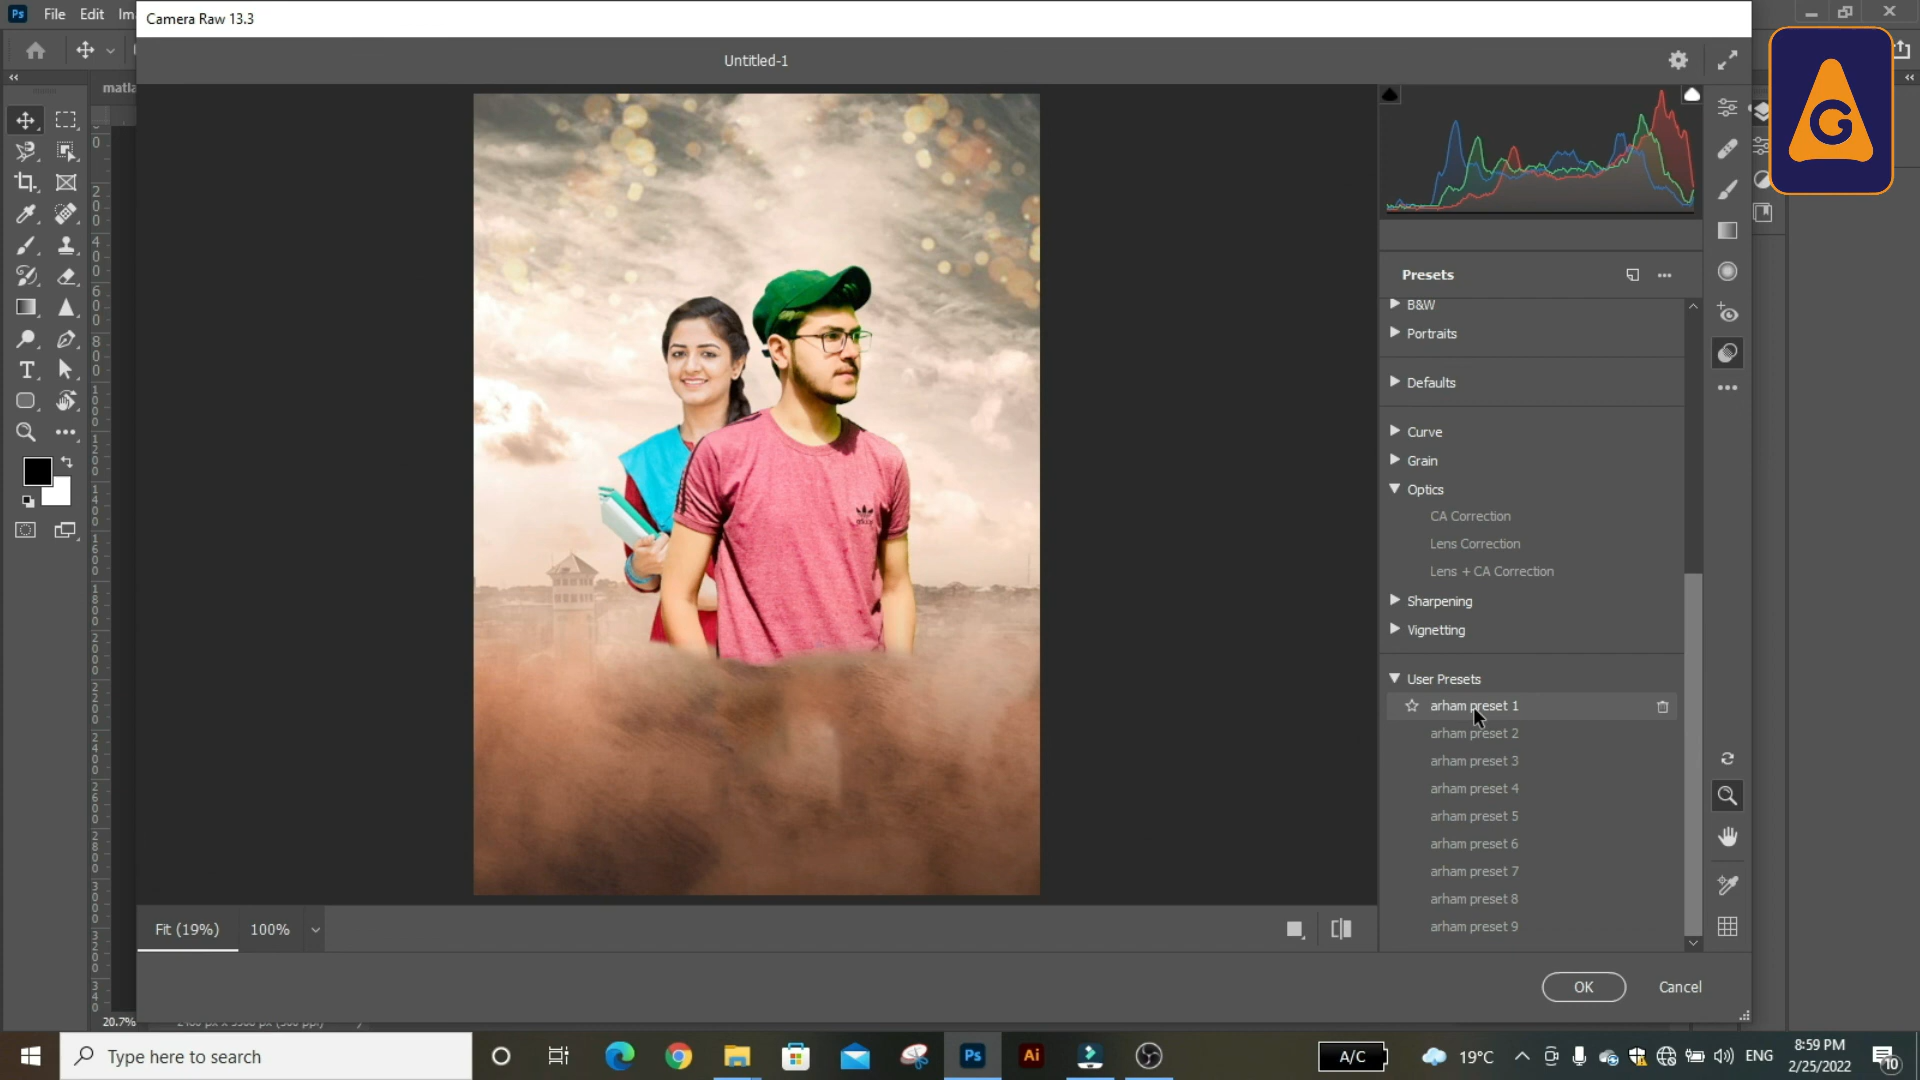 Ps File Edit Im
Camera Raw 13.3
Untitled-1
G
matla
Presets
B&W
Portraits
Defaults
Curve
Grain
Optics
CA Correction
Lens Correction
Lens + CA Correction
Sharpening
Vignetting
User Presets
arham preset 1
arham preset 2
arham preset 3
arham preset 4
arham preset 5
arham preset 6
arham preset 7
arham preset 8
arham preset 9
Fit (19%) 100%
OK Cancel
20.7%
Type here to search
Ps Ai A/C 19°C ENG
8:59 PM
2/25/2022
10